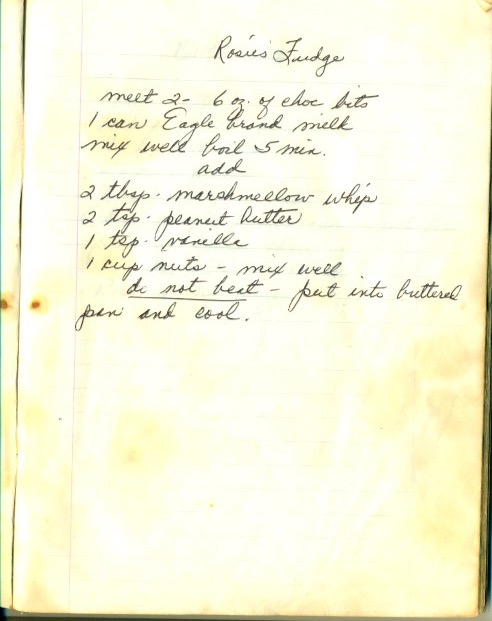 Rosie's Fudge
melt 2 - 6 oz. of choc bits
1 can Eagle brand milk
mix well boil 5 min.
add
2 tbsp. marshmellow whip
2 tsp. peanut butter
1 tsp. vanilla
1 cup nuts - mix well
do not beat - put into buttered
pan and cool.